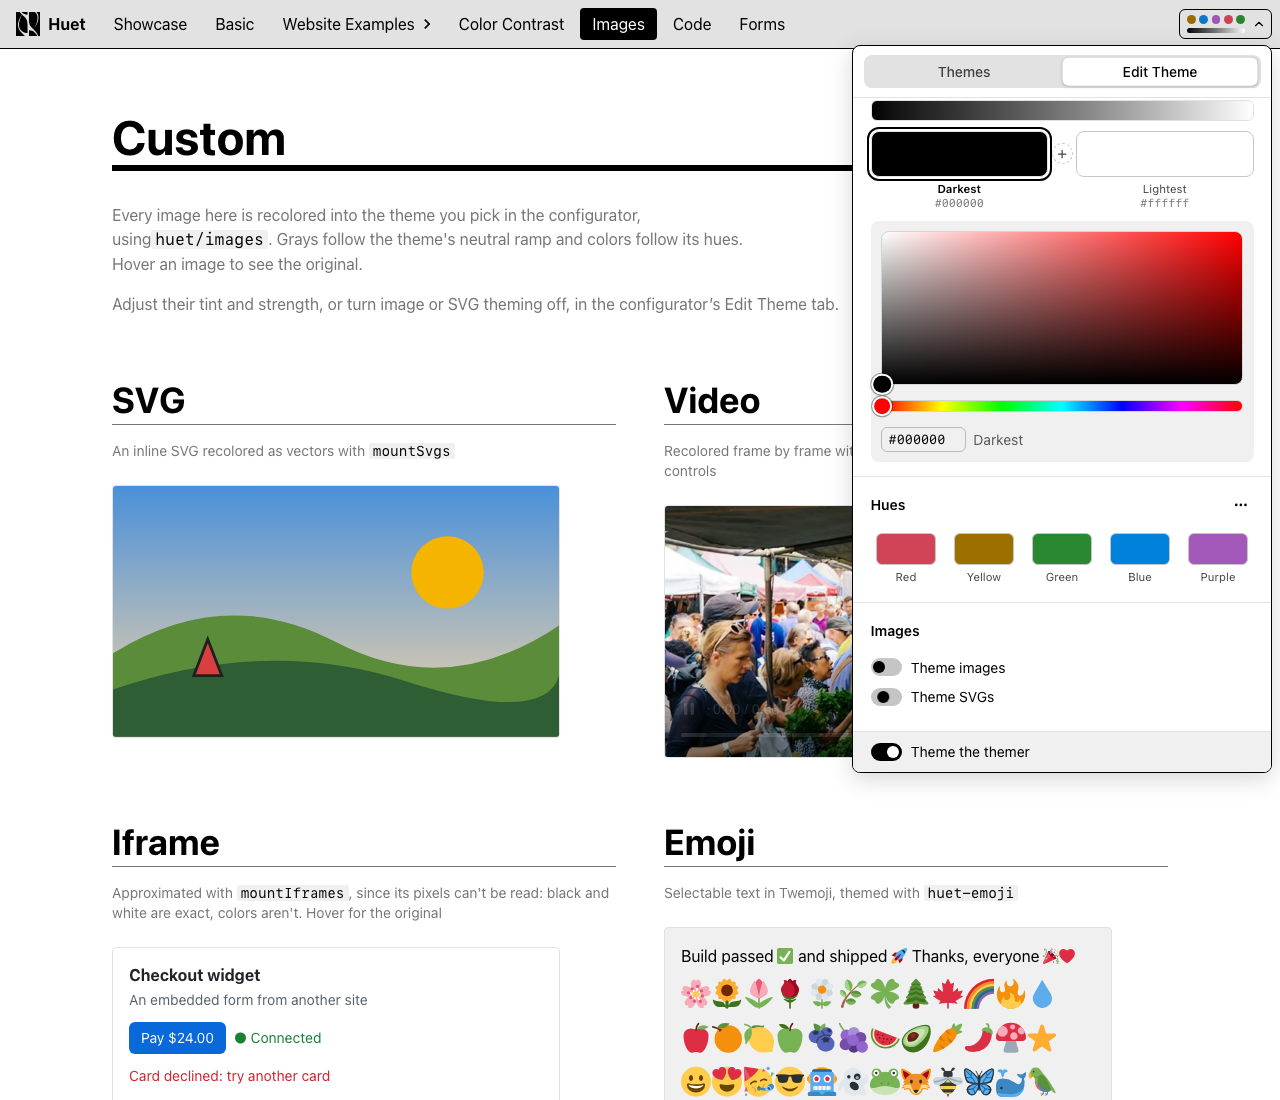 Huet Showcase Basic Website Examples Color Contrast Images Code Forms
Themes Edit Theme
Darkest
#000000
Lightest
#ffffff
#000000 Darkest
Hues
Red Yellow Green Blue Purple
Images
Theme images
Theme SVGs
Theme the themer
Custom
Every image here is recolored into the theme you pick in the configurator,
using huet/images . Grays follow the theme's neutral ramp and colors follow its hues.
Hover an image to see the original.
Adjust their tint and strength, or turn image or SVG theming off, in the configurator’s Edit Theme tab.
SVG
An inline SVG recolored as vectors with mountSvgs
Video
Recolored frame by frame
controls
Iframe
Approximated with mountIframes, since its pixels can't be read: black and
white are exact, colors aren't. Hover for the original
Checkout widget
An embedded form from another site
Pay $24.00 Connected
Card declined: try another card
Emoji
Selectable text in Twemoji, themed with huet-emoji
Build passed ✅ and shipped 🚀 Thanks, everyone 🎉❤️